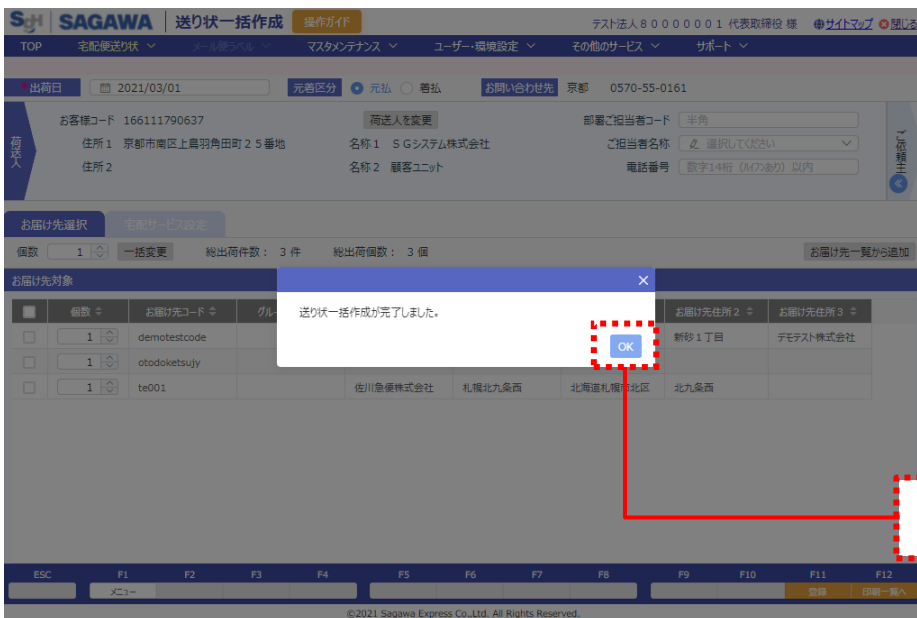 SGH SAGAWA 送り状一括作成 操作ガイド テスト法人８００００００１ 代表取締役 様 サイトマップ 閉じる
TOP 宅配便送り状 メール便ラベル マスタメンテナンス ユーザー・環境設定 その他のサービス サポート
*出荷日 2021/03/01 元着区分 元払 着払 お問い合わせ先 京都 0570-55-0161
荷送人
お客様コード 166111790637 荷送人を変更 部署ご担当者コード 半角
住所１ 京都市南区上鳥羽角田町２５番地 名称１ ＳＧシステム株式会社 ご担当者名称 選択してください
住所２ 名称２ 顧客ユニット 電話番号 数字14桁（ハイフンあり）以内
ご依頼主
お届け先選択 宅配サービス設定
個数 1 一括変更 総出荷件数： 3 件 総出荷個数： 3 個 お届け先一覧から追加
お届け先対象
個数 お届け先コード グルー お届け先住所２ お届け先住所３
送り状一括作成が完了しました。
OK
1 demotestcode 新砂１丁目 デモテスト株式会社
1 otodoketsujy
1 te001 佐川急便株式会社 札幌北九条西 北海道札幌市北区 北九条西
ESC F1 F2 F3 F4 F5 F6 F7 F8 F9 F10 F11 F12
メニュー 登録 印刷一覧へ
©2021 Sagawa Express Co.,Ltd. All Rights Reserved.